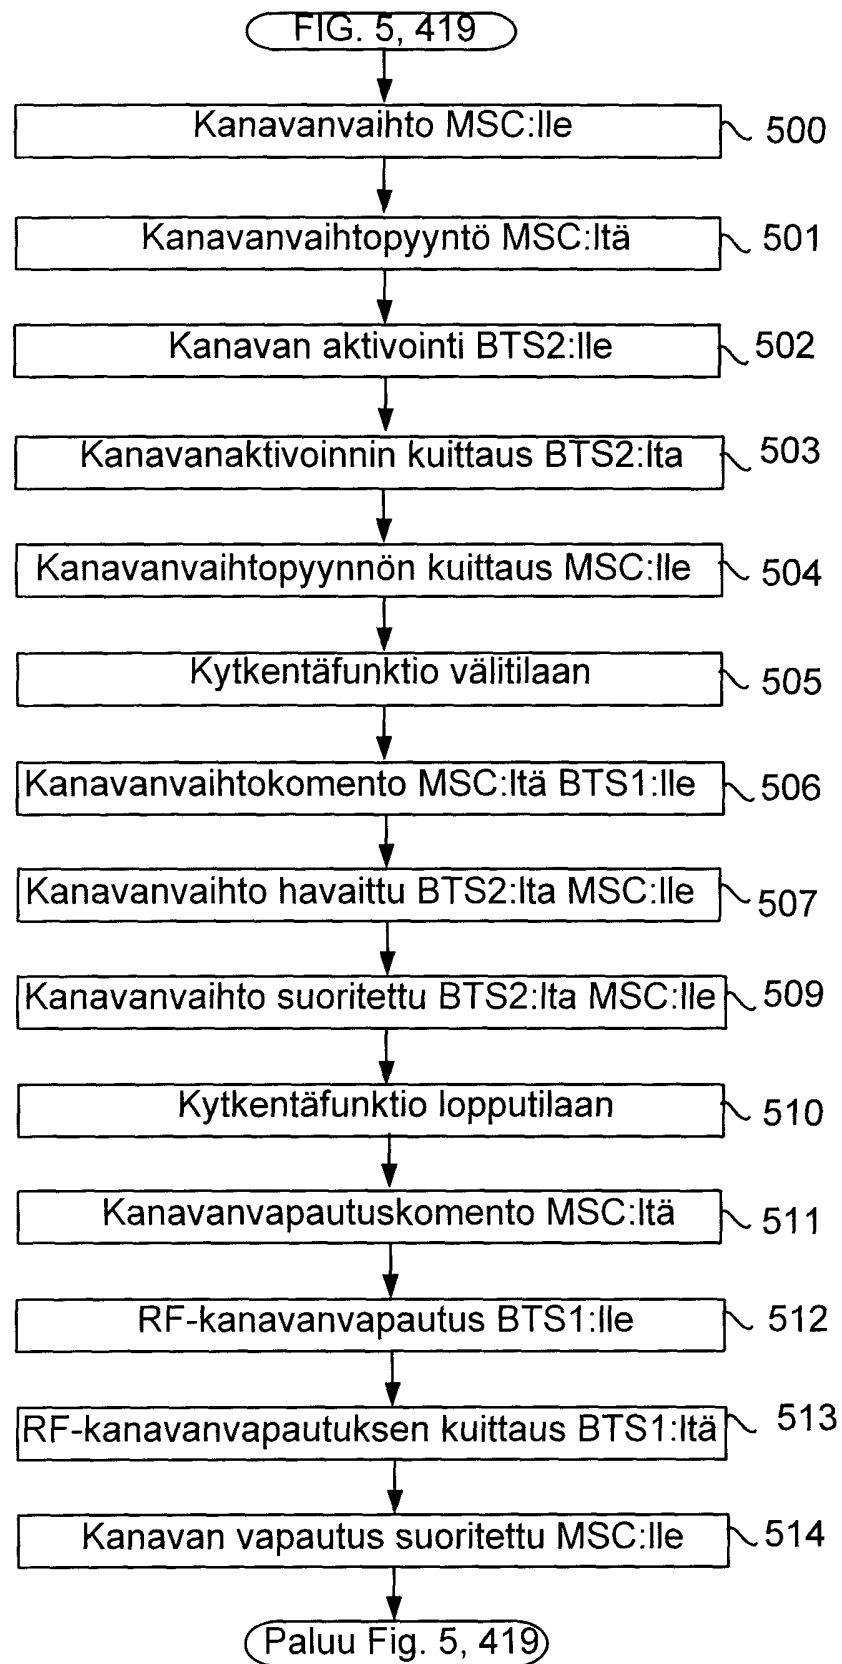 FIG. 5, 419
Kanavanvaihto MSC:lle 500
Kanavanvaihtopyyntö MSC:ltä 501
Kanavan aktivointi BTS2:lle 502
Kanavanaktivoinnin kuittaus BTS2:lta 503
Kanavanvaihtopyynnön kuittaus MSC:lle 504
Kytkentäfunktio välitilaan 505
Kanavanvaihtokomento MSC:ltä BTS1:lle 506
Kanavanvaihto havaittu BTS2:lta MSC:lle 507
Kanavanvaihto suoritettu BTS2:lta MSC:lle 509
Kytkentäfunktio lopputilaan 510
Kanavanvapautuskomento MSC:ltä 511
RF-kanavanvapautus BTS1:lle 512
RF-kanavanvapautuksen kuittaus BTS1:ltä 513
Kanavan vapautus suoritettu MSC:lle 514
Paluu Fig. 5, 419